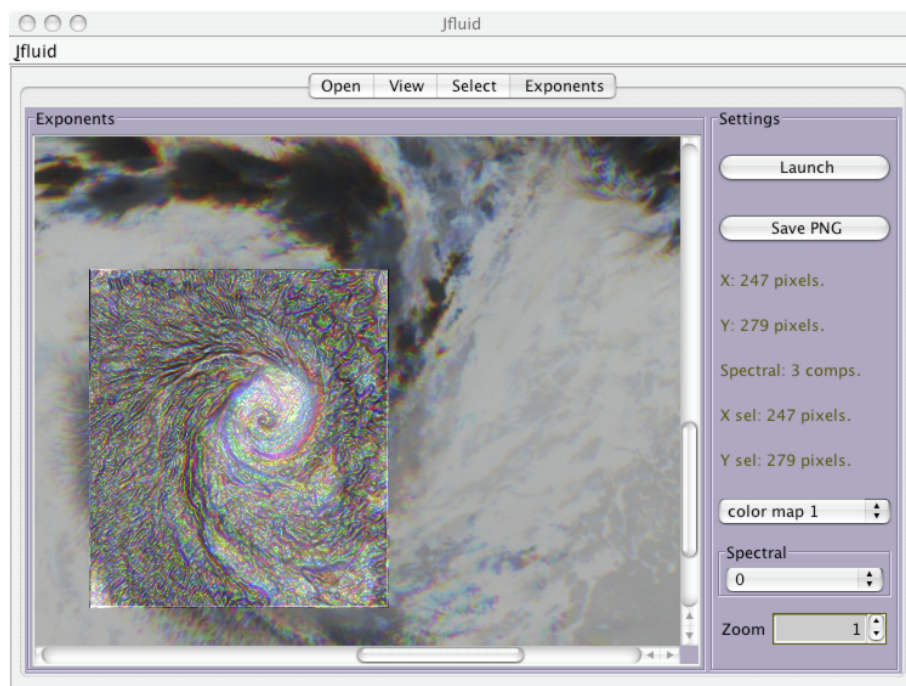 Jfluid
Jfluid
Open View Select Exponents
Exponents
Settings
Launch
Save PNG
X: 247 pixels.
Y: 279 pixels.
Spectral: 3 comps.
X sel: 247 pixels.
Y sel: 279 pixels.
color map 1
Spectral
0
Zoom 1